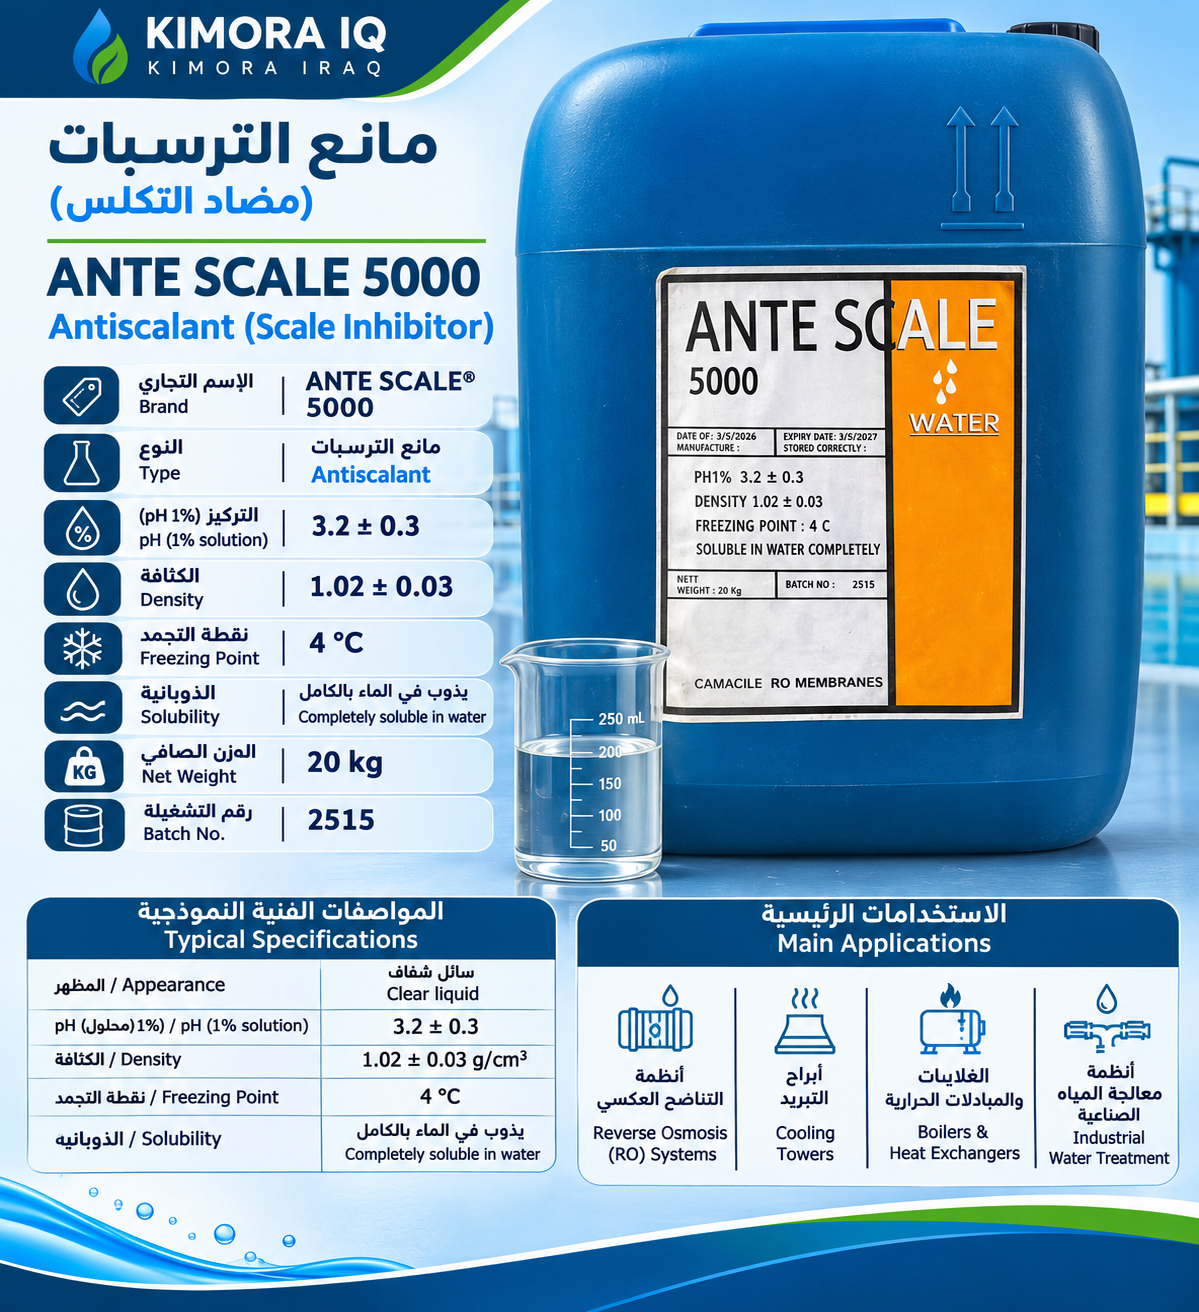 KIMORA IQ
KIMORA IRAQ
مانع الترسبات
(مضاد التكلس)
ANTE SCALE 5000
Antiscalant (Scale Inhibitor)
الإسم التجاري
Brand
ANTE SCALE®
5000
النوع
Type
مانع الترسبات
Antiscalant
التركيز (pH 1%)
pH (1% solution)
3.2 ± 0.3
الكثافة
Density
1.02 ± 0.03
نقطة التجمد
Freezing Point
4 °C
الذوبانية
Solubility
يذوب في الماء بالكامل
Completely soluble in water
KG
الوزن الصافي
Net Weight
20 kg
رقم التشغيلة
Batch No.
2515
ANTE SCALE
5000
WATER
DATE OF: 3/5/2026
MANUFACTURE :
EXPIRY DATE: 3/5/2027
STORED CORRECTLY :
PH1% 3.2 ± 0.3
DENSITY 1.02 ± 0.03
FREEZING POINT : 4 C
SOLUBLE IN WATER COMPLETELY
NETT
WEIGHT : 20 Kg
BATCH NO : 2515
CAMACILE RO MEMBRANES
250 mL
200
150
100
50
المواصفات الفنية النموذجية
Typical Specifications
المظهر / Appearance
سائل شفاف
Clear liquid
pH (محلول 1%) / pH (1% solution)
3.2 ± 0.3
الكثافة / Density
1.02 ± 0.03 g/cm³
نقطة التجمد / Freezing Point
4 °C
الذوبانيه / Solubility
يذوب في الماء بالكامل
Completely soluble in water
الاستخدامات الرئيسية
Main Applications
أنظمة
التناضح العكسي
Reverse Osmosis
(RO) Systems
أبراج
التبريد
Cooling
Towers
الغلايات
والمبادلات الحرارية
Boilers &
Heat Exchangers
أنظمة
معالجة المياه
الصناعية
Industrial
Water Treatment